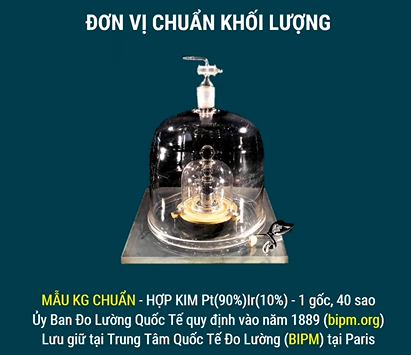 ĐƠN VỊ CHUẨN KHỐI LƯỢNG
MẪU KG CHUẨN - HỢP KIM Pt(90%)Ir(10%) - 1 gốc, 40 sao
Ủy Ban Đo Lường Quốc Tế quy định vào năm 1889 (bipm.org)
Lưu giữ tại Trung Tâm Quốc Tế Đo Lường (BIPM) tại Paris